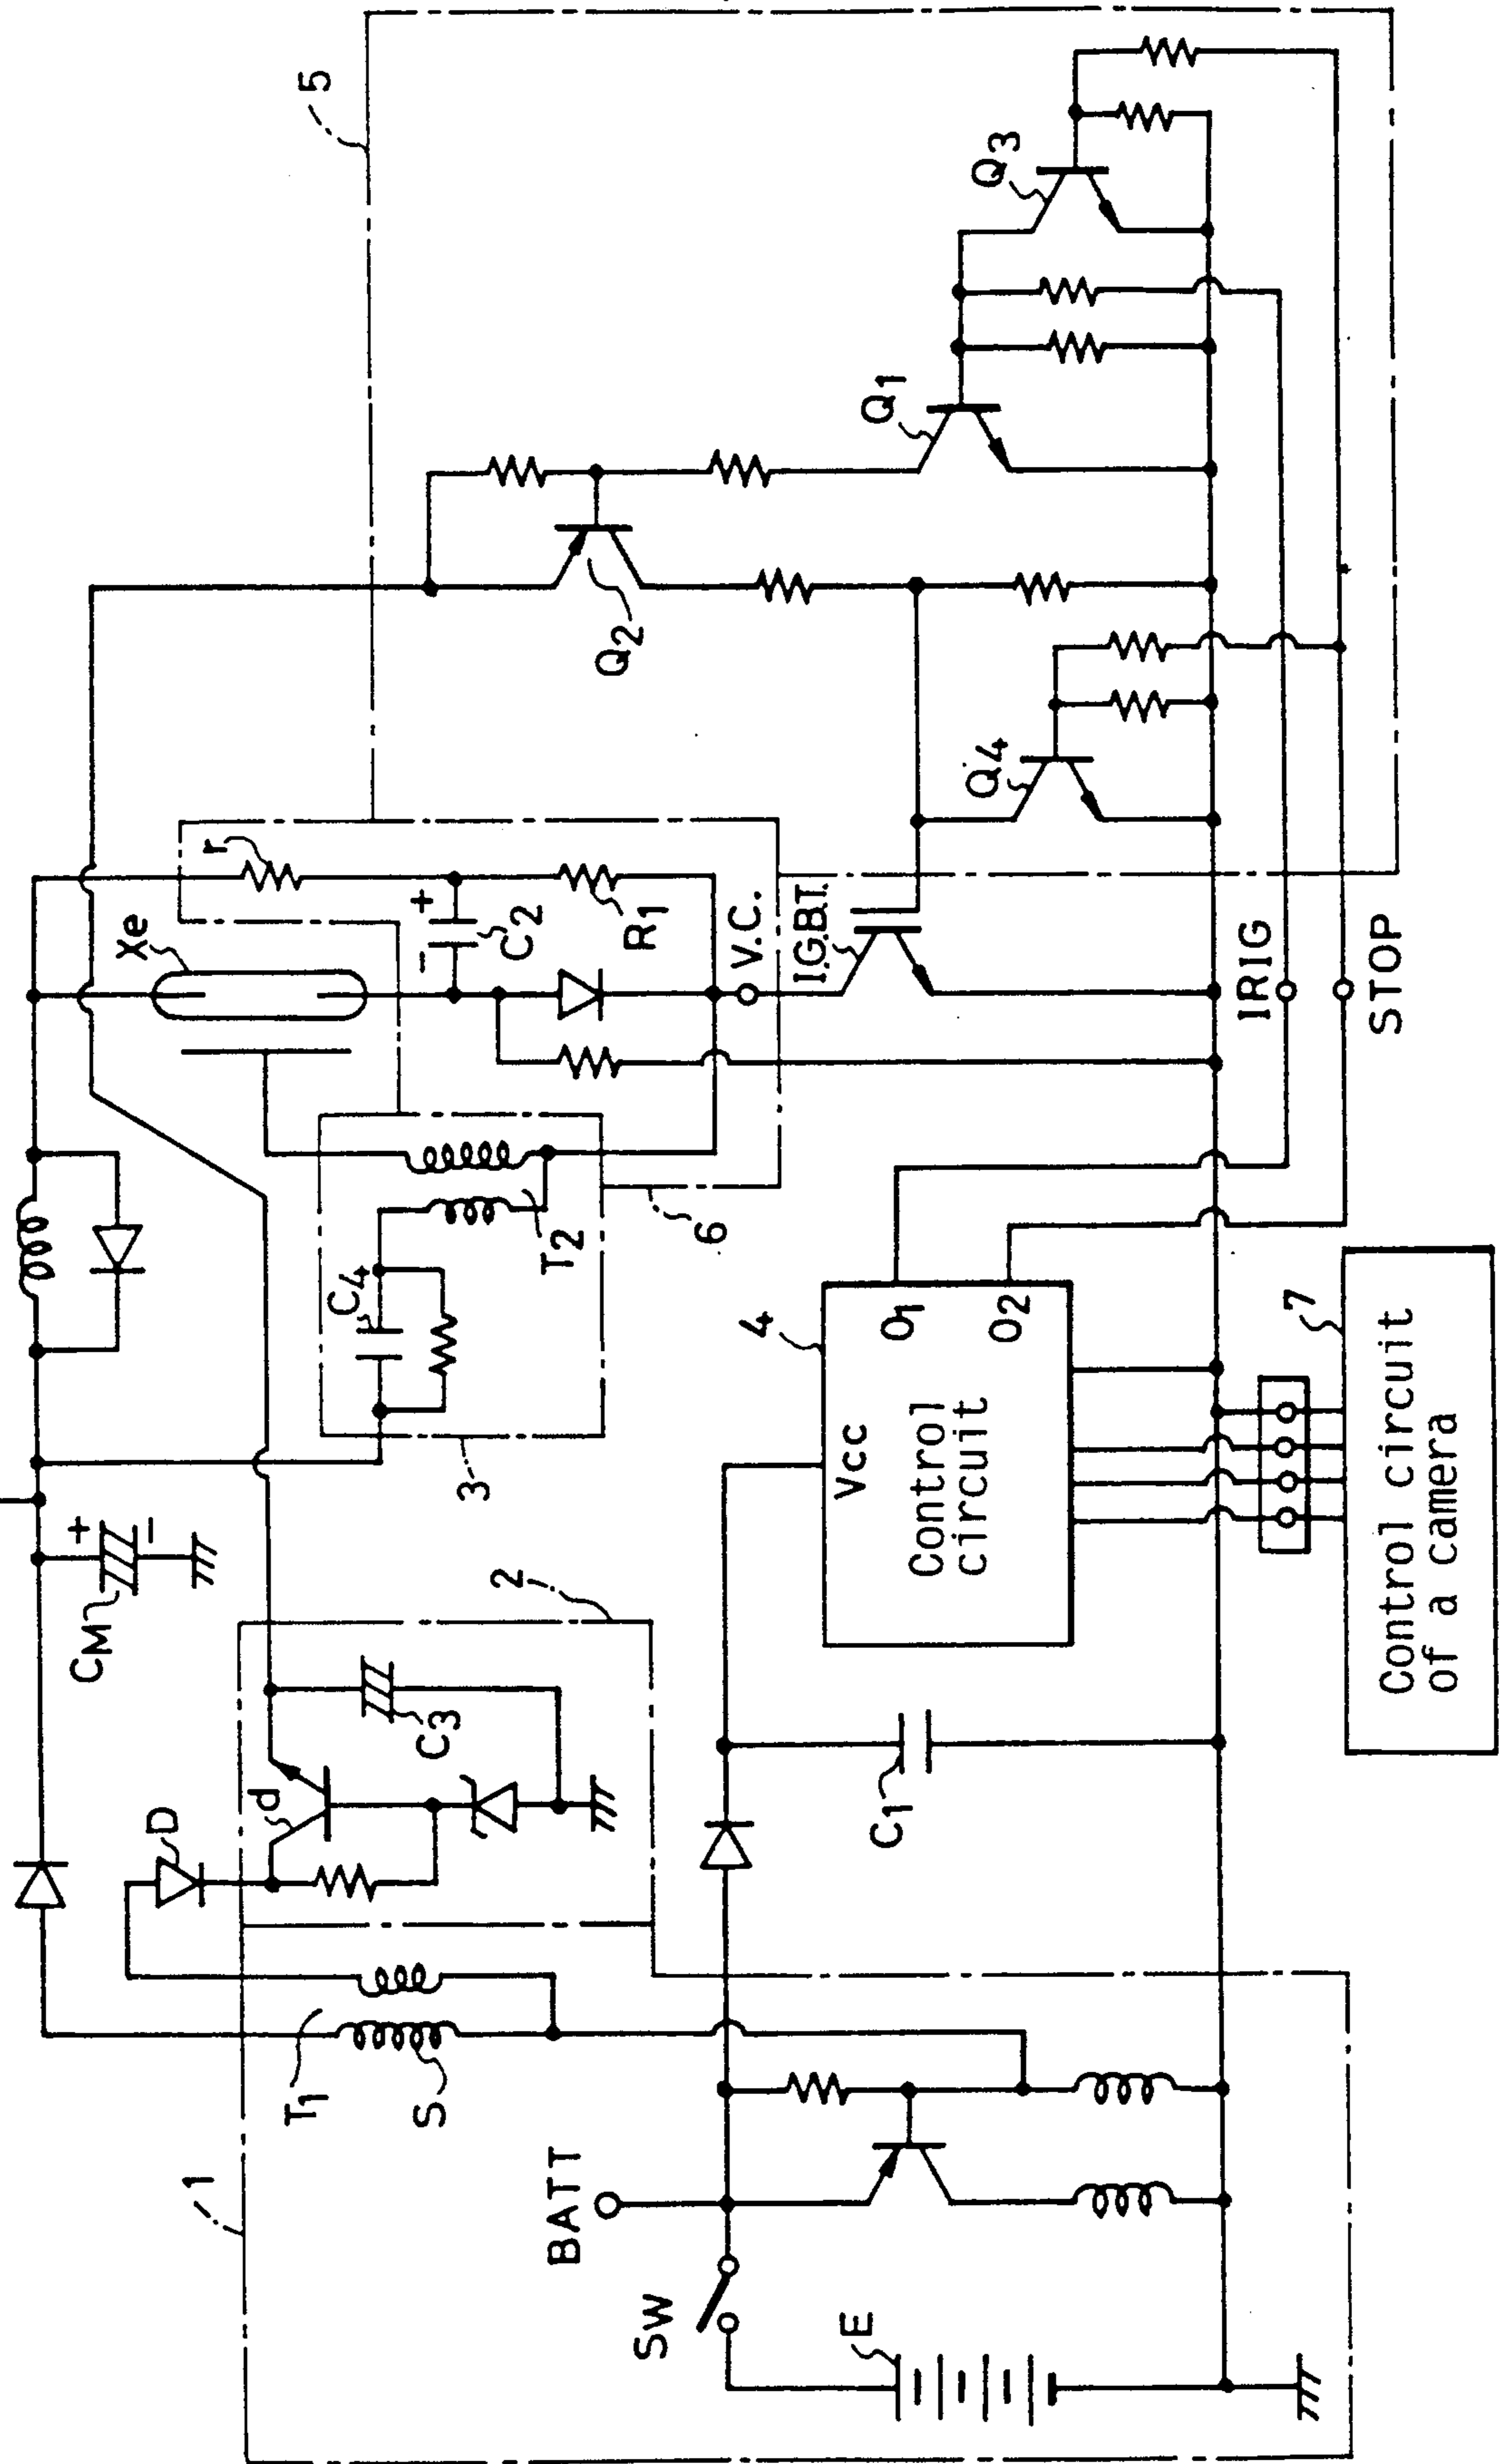 5
Q3
Q1
Q2
Q4
r
Xe
+
-
C2
R1
V.C.
I.G.B.T.
IRIG
STOP
T2
C4
6
3
4
O1
O2
Vcc
Control
circuit
7
Control circuit
of a camera
+
-
CM
2
C3
d
D
C1
T1
S
1
BATT
SW
E